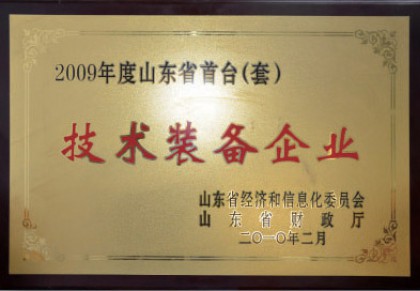 2009年度山东省首台(套)
技术装备企业
山东省经济和信息化委员会
山东省财政厅
二○一○年二月